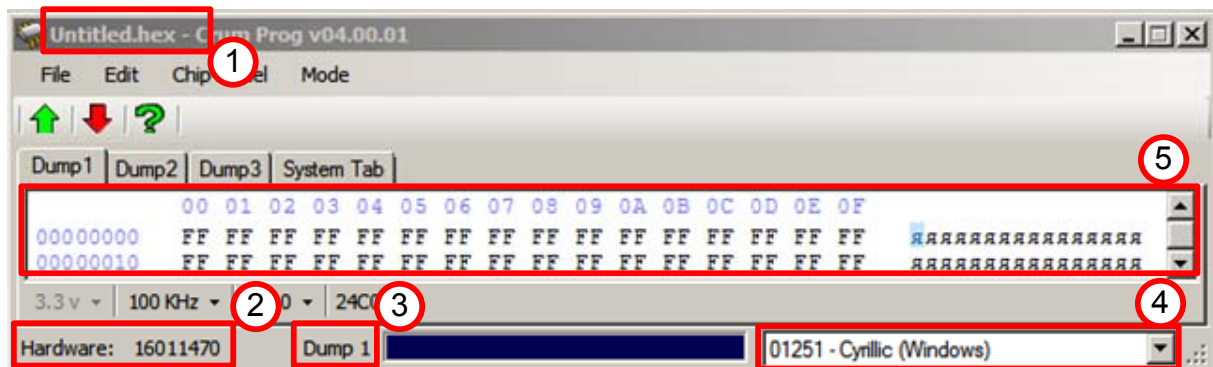 Untitled.hex - Crum Prog v04.00.01
1
File Edit Chip Mode
Dump1 Dump2 Dump3 System Tab
5
00 01 02 03 04 05 06 07 08 09 0A 0B 0C 0D 0E 0F
00000000 FF FF FF FF FF FF FF FF FF FF FF FF FF FF FF FF яяяяяяяяяяяяяяяя
00000010 FF FF FF FF FF FF FF FF FF FF FF FF FF FF FF FF яяяяяяяяяяяяяяяя
3.3 v 100 KHz 2 24C0 3 4
Hardware: 16011470 Dump 1 01251 - Cyrillic (Windows)